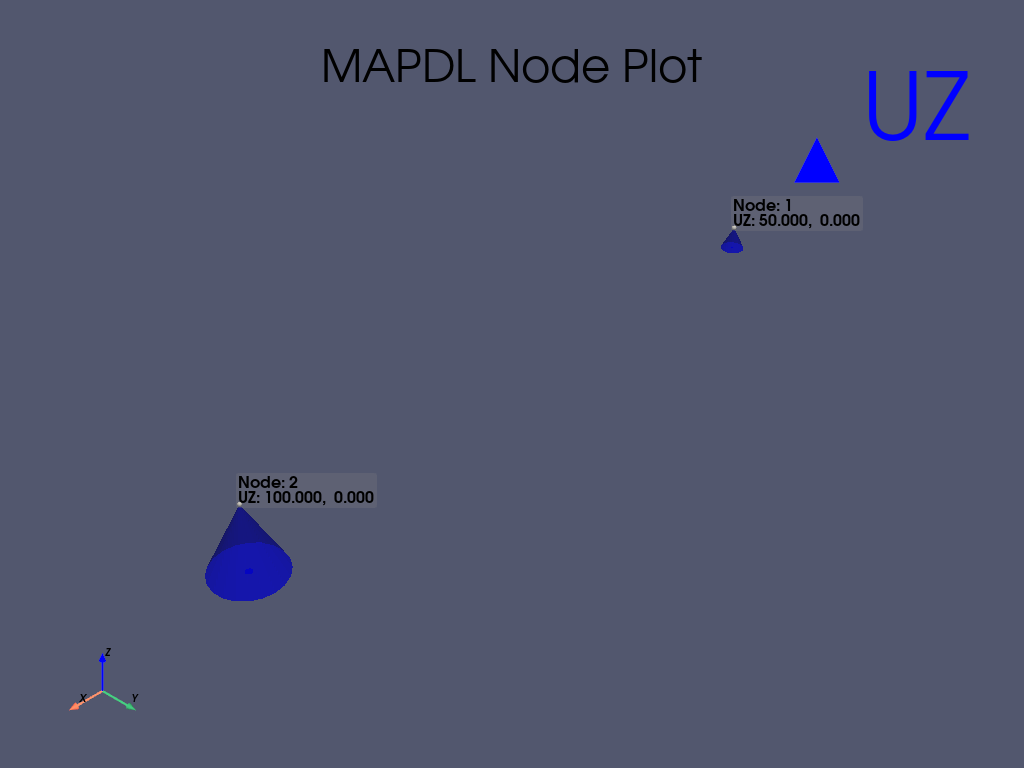 MAPDL Node Plot
UZ
Node: 1
UZ: 50.000,  0.000
Node: 2
UZ: 100.000,  0.000
Z
X
Y